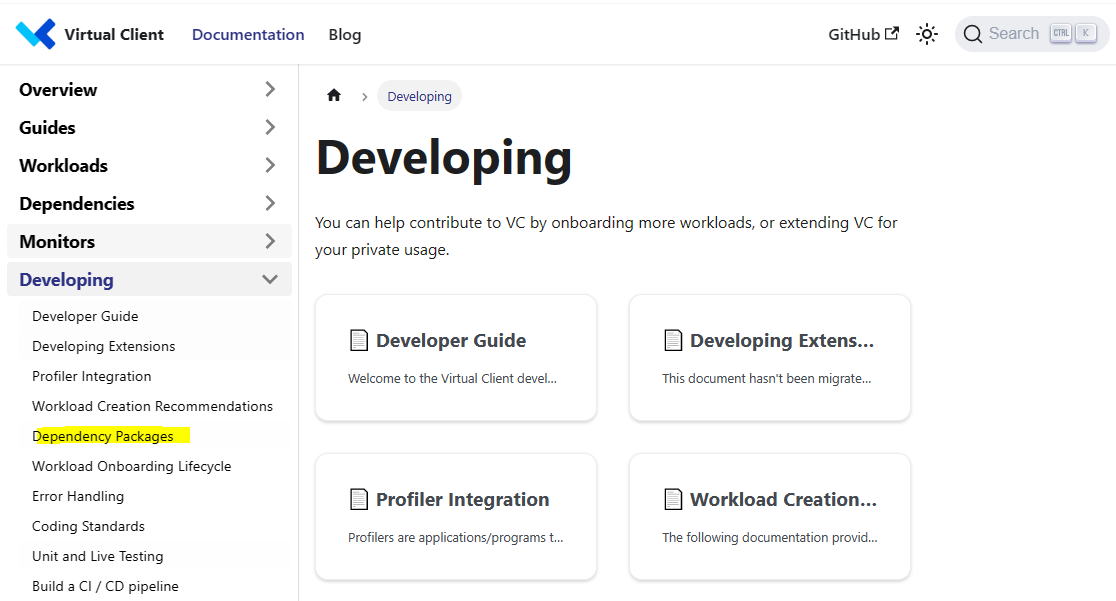 Virtual Client Documentation Blog GitHub Search CTRL K
Overview
Guides
Workloads
Dependencies
Monitors
Developing
Developer Guide
Developing Extensions
Profiler Integration
Workload Creation Recommendations
Dependency Packages
Workload Onboarding Lifecycle
Error Handling
Coding Standards
Unit and Live Testing
Build a CI / CD pipeline
Developing
Developing
You can help contribute to VC by onboarding more workloads, or extending VC for
your private usage.
Developer Guide
Welcome to the Virtual Client devel...
Developing Extens...
This document hasn't been migrate...
Profiler Integration
Profilers are applications/programs t...
Workload Creation...
The following documentation provid...